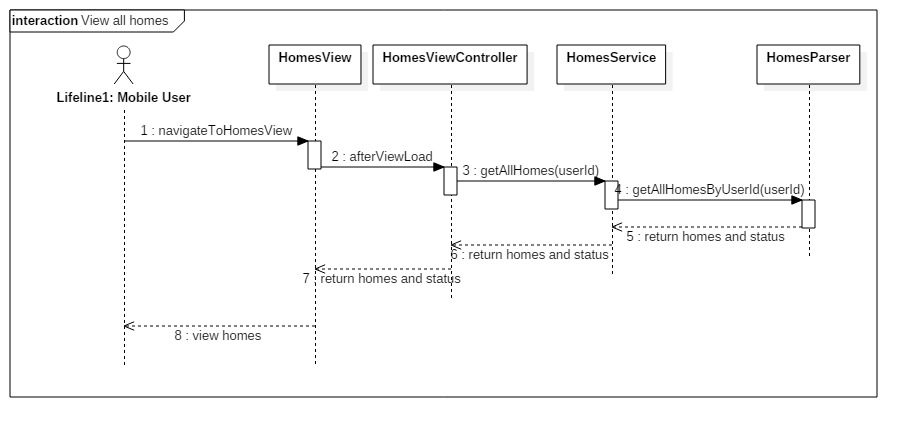 interaction View all homes
HomesView
HomesViewController
HomesService
HomesParser
Lifeline1: Mobile User
1 : navigateToHomesView
2 : afterViewLoad
3 : getAllHomes(userId)
4 : getAllHomesByUserId(userId)
5 : return homes and status
6 : return homes and status
7 : return homes and status
8 : view homes